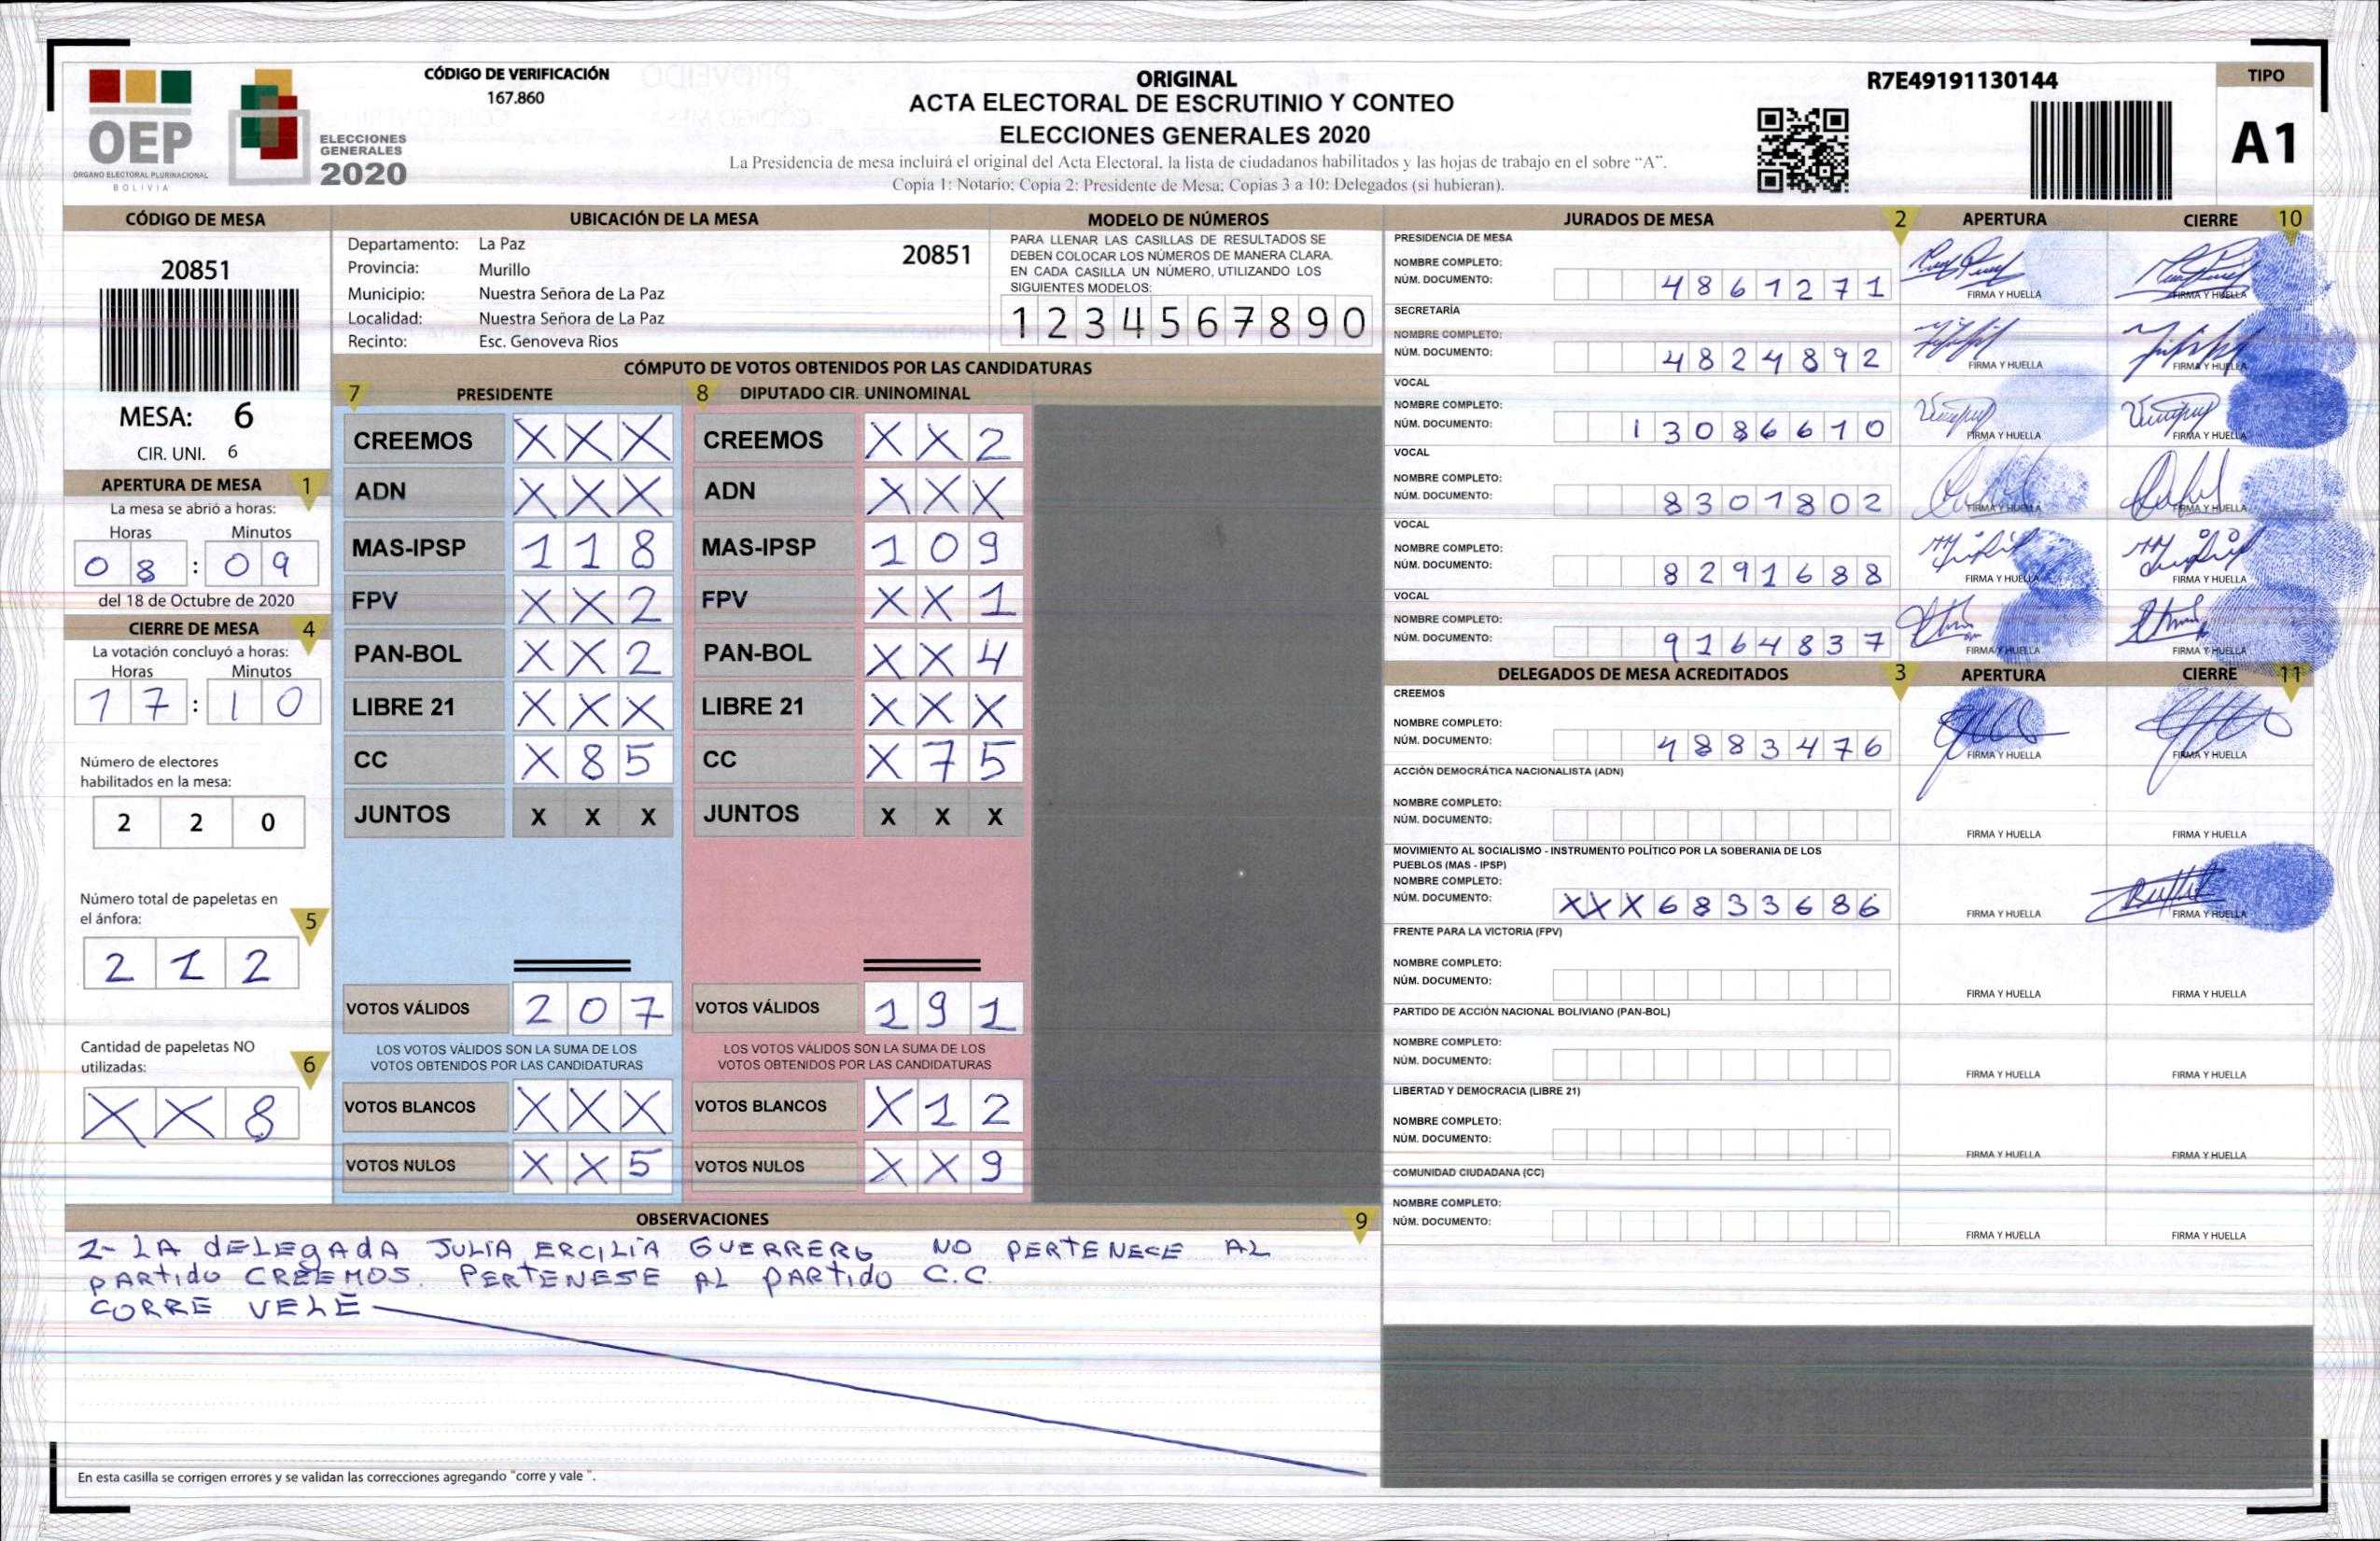 CÓDIGO DE VERIFICACIÓN
167.860
OEP
ÓRGANO ELECTORAL PLURINACIONAL
BOLIVIA
ELECCIONES
GENERALES
2020
ORIGINAL
ACTA ELECTORAL DE ESCRUTINIO Y CONTEO
ELECCIONES GENERALES 2020
La Presidencia de mesa incluirá el original del Acta Electoral, la lista de ciudadanos habilitados y las hojas de trabajo en el sobre “A”.
Copia 1: Notario; Copia 2: Presidente de Mesa; Copias 3 a 10: Delegados (si hubieran).
R7E49191130144
TIPO
A1
CÓDIGO DE MESA
20851
MESA: 6
CIR. UNI. 6
APERTURA DE MESA 1
La mesa se abrió a horas:
Horas Minutos
08 : 09
del 18 de Octubre de 2020
CIERRE DE MESA 4
La votación concluyó a horas:
Horas Minutos
17 : 10
Número de electores
habilitados en la mesa:
2 2 0
Número total de papeletas en
el ánfora: 5
2 1 2
Cantidad de papeletas NO
utilizadas: 6
X X 8
UBICACIÓN DE LA MESA
Departamento: La Paz 20851
Provincia: Murillo
Municipio: Nuestra Señora de La Paz
Localidad: Nuestra Señora de La Paz
Recinto: Esc. Genoveva Rios
MODELO DE NÚMEROS
PARA LLENAR LAS CASILLAS DE RESULTADOS SE
DEBEN COLOCAR LOS NÚMEROS DE MANERA CLARA.
EN CADA CASILLA UN NÚMERO, UTILIZANDO LOS
SIGUIENTES MODELOS:
1 2 3 4 5 6 7 8 9 0
CÓMPUTO DE VOTOS OBTENIDOS POR LAS CANDIDATURAS
7 PRESIDENTE 8 DIPUTADO CIR. UNINOMINAL
CREEMOS X X X CREEMOS X X 2
ADN X X X ADN X X X
MAS-IPSP 1 1 8 MAS-IPSP 1 0 9
FPV X X 2 FPV X X 1
PAN-BOL X X 2 PAN-BOL X X 4
LIBRE 21 X X X LIBRE 21 X X X
CC X 8 5 CC X 7 5
JUNTOS X X X JUNTOS X X X
VOTOS VÁLIDOS 2 0 7 VOTOS VÁLIDOS 1 9 1
LOS VOTOS VÁLIDOS SON LA SUMA DE LOS LOS VOTOS VÁLIDOS SON LA SUMA DE LOS
VOTOS OBTENIDOS POR LAS CANDIDATURAS VOTOS OBTENIDOS POR LAS CANDIDATURAS
VOTOS BLANCOS X X X VOTOS BLANCOS X 1 2
VOTOS NULOS X X 5 VOTOS NULOS X X 9
OBSERVACIONES 9
1- LA dELEgAdA JULIA ERCILIA GUERRERO NO PERTENECE AL
PARtido CREEMOS. PERTENESE AL PARtido C.C.
CORRE VELE
En esta casilla se corrigen errores y se validan las correcciones agregando "corre y vale ".
JURADOS DE MESA 2 APERTURA CIERRE 10
PRESIDENCIA DE MESA
NOMBRE COMPLETO:
NÚM. DOCUMENTO: 4861271 FIRMA Y HUELLA FIRMA Y HUELLA
SECRETARÍA
NOMBRE COMPLETO:
NÚM. DOCUMENTO: 4824892 FIRMA Y HUELLA FIRMA Y HUELLA
VOCAL
NOMBRE COMPLETO:
NÚM. DOCUMENTO: 13086610 FIRMA Y HUELLA FIRMA Y HUELLA
VOCAL
NOMBRE COMPLETO:
NÚM. DOCUMENTO: 8301802 FIRMA Y HUELLA FIRMA Y HUELLA
VOCAL
NOMBRE COMPLETO:
NÚM. DOCUMENTO: 8291688 FIRMA Y HUELLA FIRMA Y HUELLA
VOCAL
NOMBRE COMPLETO:
NÚM. DOCUMENTO: 9164837 FIRMA Y HUELLA FIRMA Y HUELLA
DELEGADOS DE MESA ACREDITADOS 3 APERTURA CIERRE 11
CREEMOS
NOMBRE COMPLETO:
NÚM. DOCUMENTO: 4883476 FIRMA Y HUELLA FIRMA Y HUELLA
ACCIÓN DEMOCRÁTICA NACIONALISTA (ADN)
NOMBRE COMPLETO:
NÚM. DOCUMENTO: FIRMA Y HUELLA FIRMA Y HUELLA
MOVIMIENTO AL SOCIALISMO - INSTRUMENTO POLÍTICO POR LA SOBERANIA DE LOS
PUEBLOS (MAS - IPSP)
NOMBRE COMPLETO:
NÚM. DOCUMENTO: XXX6833686 FIRMA Y HUELLA FIRMA Y HUELLA
FRENTE PARA LA VICTORIA (FPV)
NOMBRE COMPLETO:
NÚM. DOCUMENTO: FIRMA Y HUELLA FIRMA Y HUELLA
PARTIDO DE ACCIÓN NACIONAL BOLIVIANO (PAN-BOL)
NOMBRE COMPLETO:
NÚM. DOCUMENTO: FIRMA Y HUELLA FIRMA Y HUELLA
LIBERTAD Y DEMOCRACIA (LIBRE 21)
NOMBRE COMPLETO:
NÚM. DOCUMENTO: FIRMA Y HUELLA FIRMA Y HUELLA
COMUNIDAD CIUDADANA (CC)
NOMBRE COMPLETO:
NÚM. DOCUMENTO: FIRMA Y HUELLA FIRMA Y HUELLA